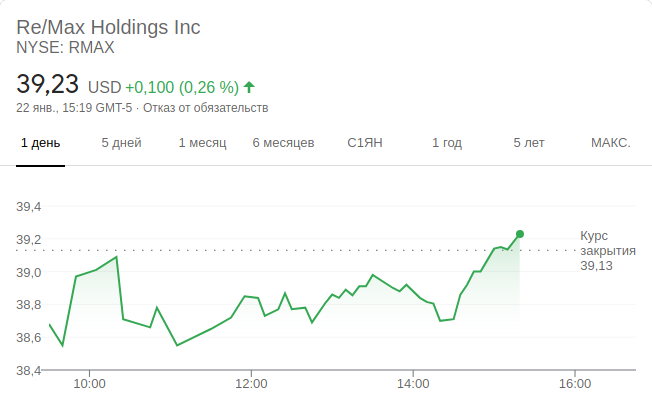 Re/Max Holdings Inc
NYSE: RMAX
39,23 USD +0,100 (0,26 %)
22 янв., 15:19 GMT-5 · Отказ от обязательств
1 день 5 дней 1 месяц 6 месяцев С1ЯН 1 год 5 лет МАКС.
39,4
39,2
39,0
38,8
38,6
38,4
Курс
закрытия
39,13
10:00 12:00 14:00 16:00